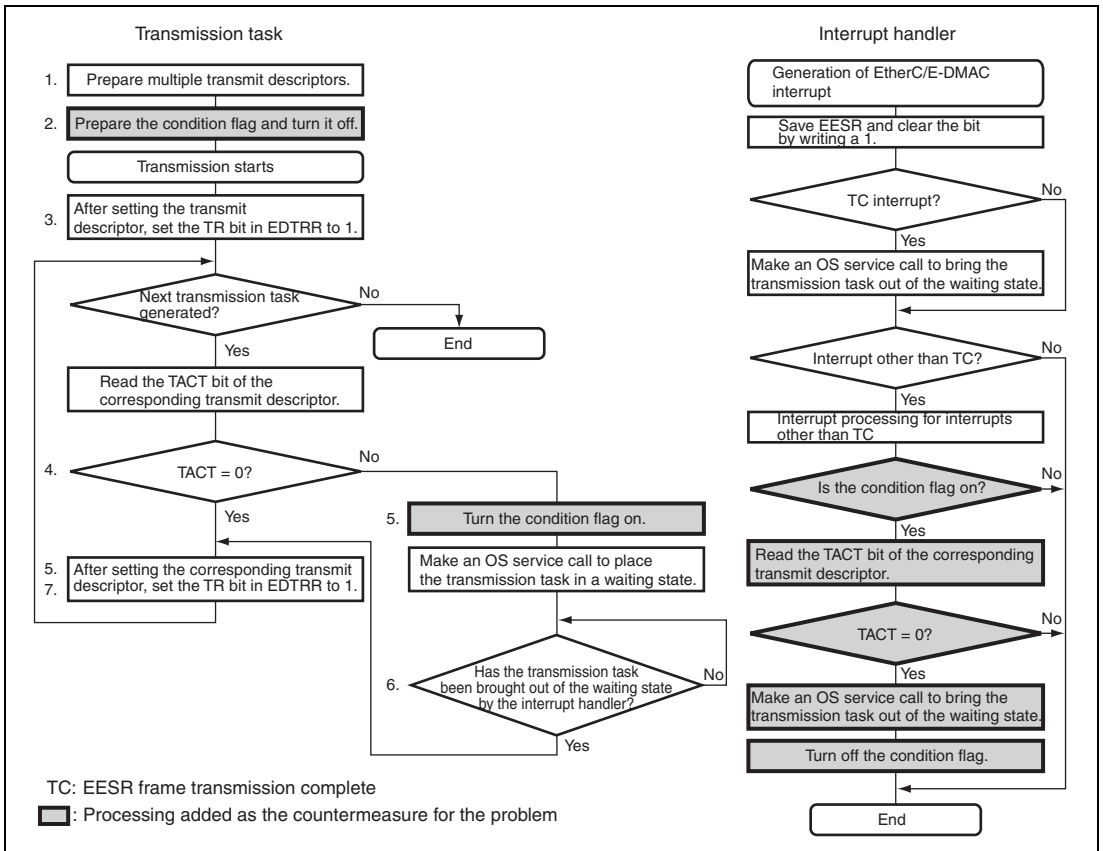 Transmission task
1.
Prepare multiple transmit descriptors.
2.
Prepare the condition flag and turn it off.
Transmission starts
3.
After setting the transmit
descriptor, set the TR bit in EDTRR to 1.
Next transmission task
generated?
No
End
Yes
Read the TACT bit of the
corresponding transmit descriptor.
4.
TACT = 0?
No
Yes
5.
7.
After setting the corresponding transmit
descriptor, set the TR bit in EDTRR to 1.
5.
Turn the condition flag on.
Make an OS service call to place
the transmission task in a waiting state.
6.
Has the transmission task
been brought out of the waiting state
by the interrupt handler?
No
Yes
Interrupt handler
Generation of EtherC/E-DMAC
interrupt
Save EESR and clear the bit
by writing a 1.
TC interrupt?
No
Yes
Make an OS service call to bring the
transmission task out of the waiting state.
Interrupt other than TC?
No
Yes
Interrupt processing for interrupts
other than TC
Is the condition flag on?
No
Yes
Read the TACT bit of the corresponding
transmit descriptor.
TACT = 0?
No
Yes
Make an OS service call to bring the
transmission task out of the waiting state.
Turn off the condition flag.
End
TC: EESR frame transmission complete
: Processing added as the countermeasure for the problem